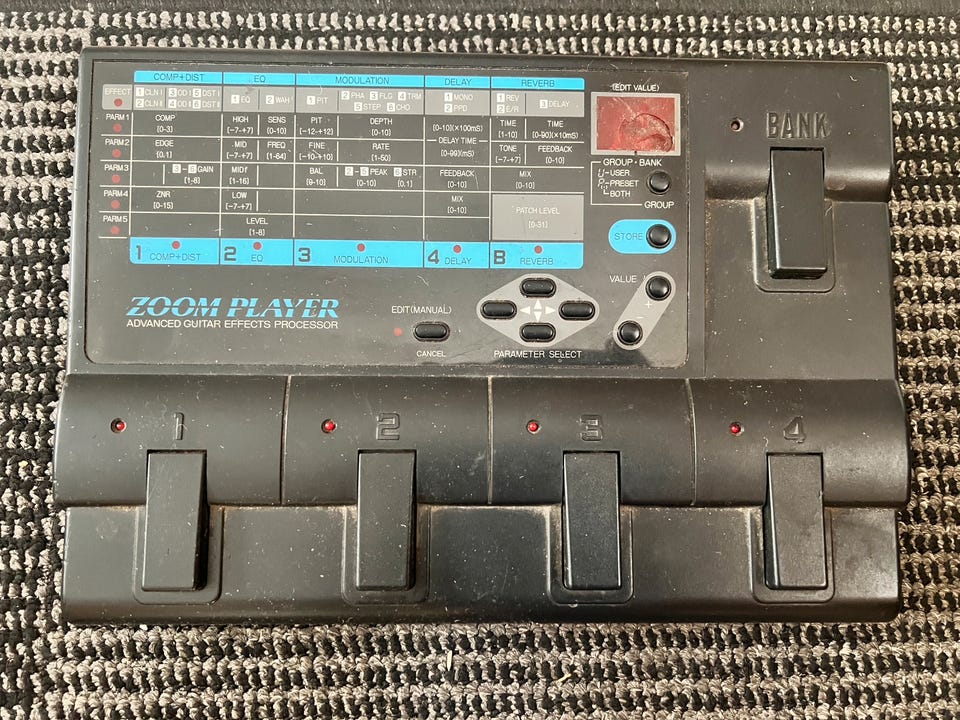 COMP+DIST EQ MODULATION DELAY REVERB (EDIT VALUE)
EFFECT 1 CLN I 3 OD I 5 DST I 1 EQ 2 WAH 1 PIT 2 PHA 3 FLG 4 TRM 1 MONO 1 REV 3 DELAY
2 CLN II 4 OD II 6 DST II 5 STEP 6 CHO 2 PPD 2 E/R
PARM 1 COMP HIGH SENS PIT DEPTH [0-10](×100mS) TIME TIME
[0-3] [-7-+7] [0-10] [-12-+12] [0-10] [1-10] [0-90](×10mS)
PARM 2 EDGE MID FREQ FINE RATE DELAY TIME TONE FEEDBACK
[0,1] [-7-+7] [1-64] [-10-+10] [1-50] [0-99](mS) [-7-+7] [0-10]
PARM 3 3-6 GAIN MIDf BAL 2-5 PEAK 6 STR FEEDBACK MIX
[1-8] [1-16] [9-10] [0-10] [0,1] [0-10] [0-10]
PARM 4 ZNR LOW MIX PATCH LEVEL
[0-15] [-7-+7] [0-10] [0-31]
PARM 5 LEVEL
[1-8]
1 COMP+DIST 2 EQ 3 MODULATION 4 DELAY B REVERB
BANK
GROUP·BANK
USER
PRESET
BOTH
GROUP
STORE
VALUE
+
ZOOM PLAYER
ADVANCED GUITAR EFFECTS PROCESSOR
EDIT(MANUAL)
CANCEL
PARAMETER SELECT
1 2 3 4